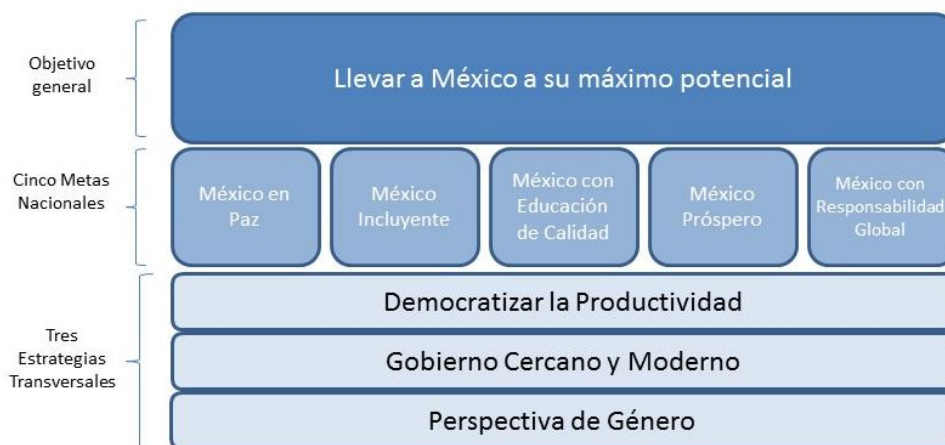 Objetivo
general
Llevar a México a su máximo potencial
Cinco Metas
Nacionales
México en
Paz
México
Incluyente
México con
Educación
de Calidad
México
Próspero
México con
Responsabilidad
Global
Tres
Estrategias
Transversales
Democratizar la Productividad
Gobierno Cercano y Moderno
Perspectiva de Género